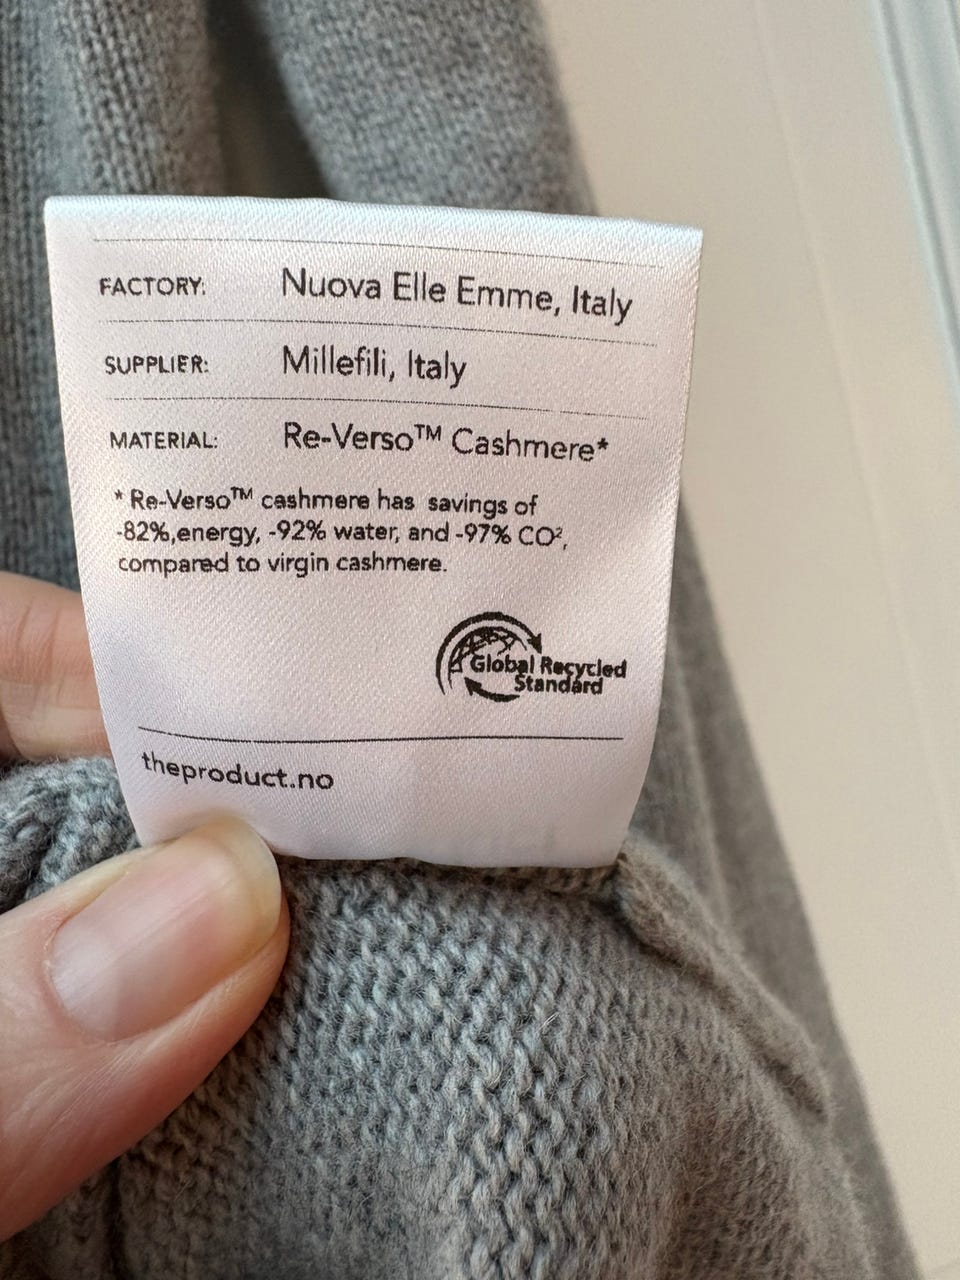 FACTORY: Nuova Elle Emme, Italy
SUPPLIER: Millefili, Italy
MATERIAL: Re-Verso™ Cashmere*
* Re-Verso™ cashmere has savings of
-82%,energy, -92% water, and -97% CO²,
compared to virgin cashmere.
Global Recycled
Standard
theproduct.no